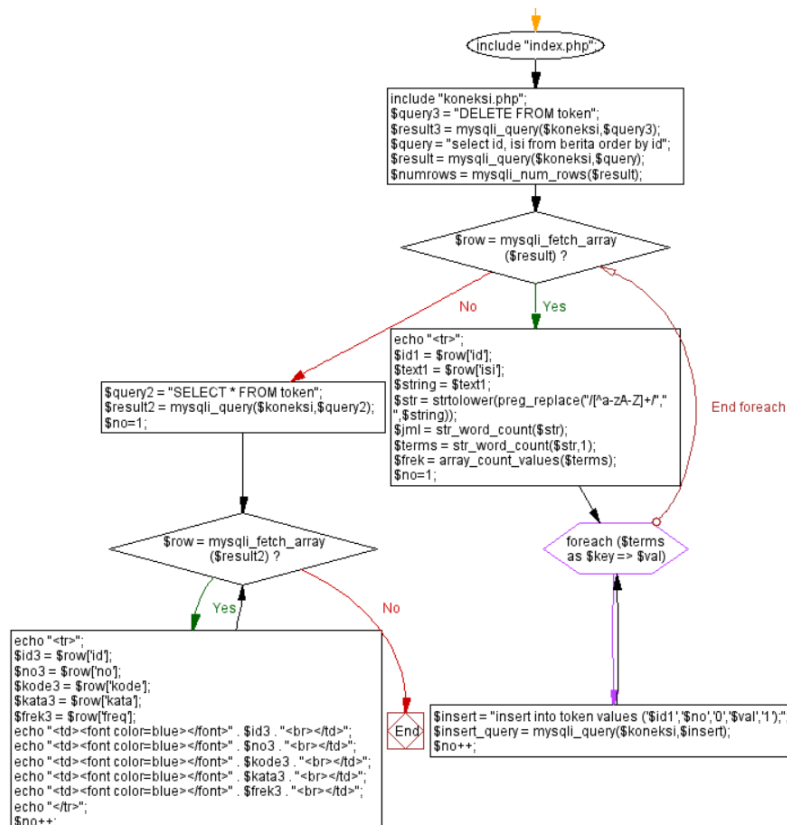 include "index.php";
include "koneksi.php";
$query3 = "DELETE FROM token";
$result3 = mysqli_query($koneksi,$query3);
$query = "select id, isi from berita order by id";
$result = mysqli_query($koneksi,$query);
$numrows = mysqli_num_rows($result);
$row = mysqli_fetch_array
($result) ?
No
Yes
echo "<tr>";
$id1 = $row['id'];
$text1 = $row['isi'];
$string = $text1;
$str = strtolower(preg_replace("/[^a-zA-Z]+/","
",$string));
$jml = str_word_count($str);
$terms = str_word_count($str,1);
$frek = array_count_values($terms);
$no=1;
End foreach
$query2 = "SELECT * FROM token";
$result2 = mysqli_query($koneksi,$query2);
$no=1;
$row = mysqli_fetch_array
($result2) ?
foreach ($terms
as $key => $val)
Yes
No
echo "<tr>";
$id3 = $row['id'];
$no3 = $row['no'];
$kode3 = $row['kode'];
$kata3 = $row['kata'];
$frek3 = $row['freq'];
echo "<td><font color=blue></font>" . $id3 . "<br></td>";
echo "<td><font color=blue></font>" . $no3 . "<br></td>";
echo "<td><font color=blue></font>" . $kode3 . "<br></td>";
echo "<td><font color=blue></font>" . $kata3 . "<br></td>";
echo "<td><font color=blue></font>" . $frek3 . "<br></td>";
echo "</tr>";
$no++;
End
$insert = "insert into token values ('$id1','$no','0','$val','1');";
$insert_query = mysqli_query($koneksi,$insert);
$no++;